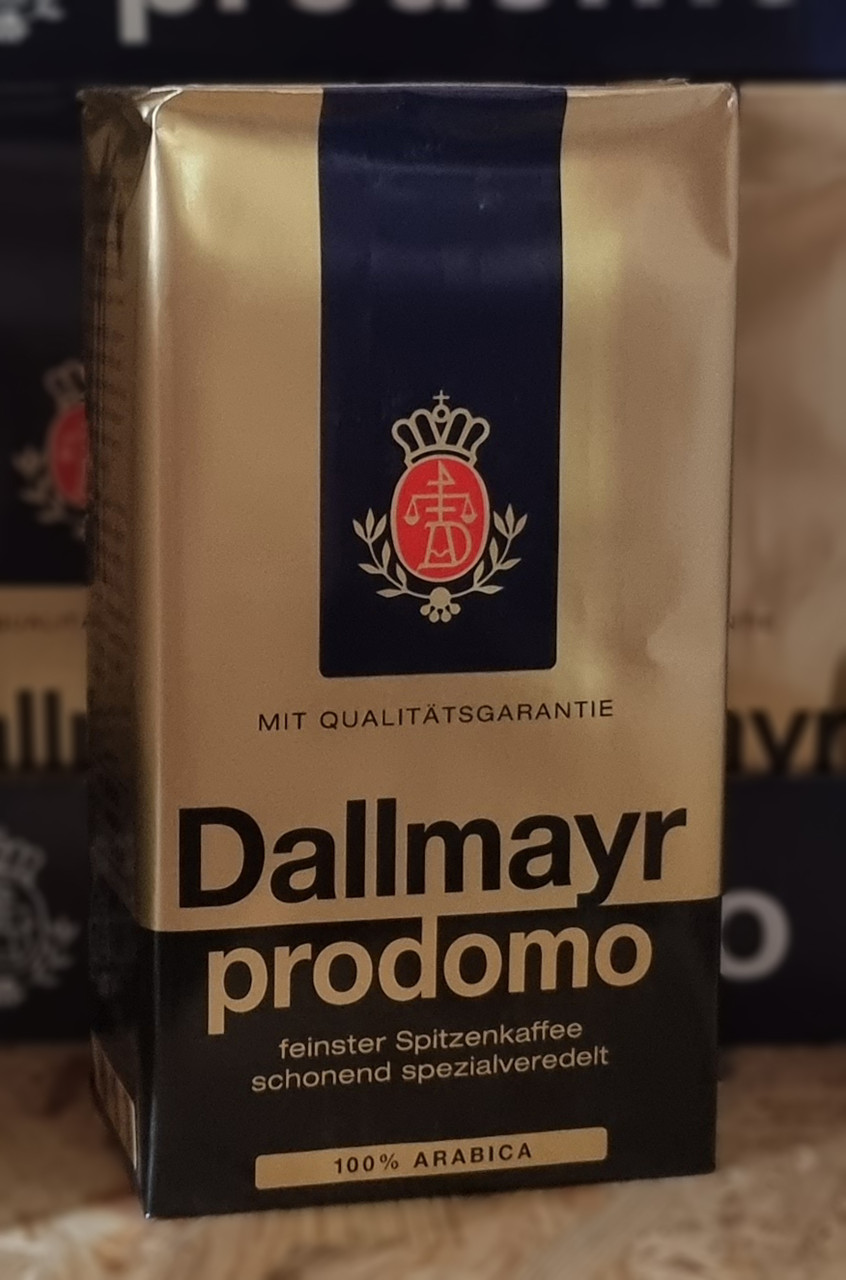 MIT QUALITÄTSGARANTIE
Dallmayr
prodomo
feinster Spitzenkaffee
schonend spezialveredelt
100% ARABICA